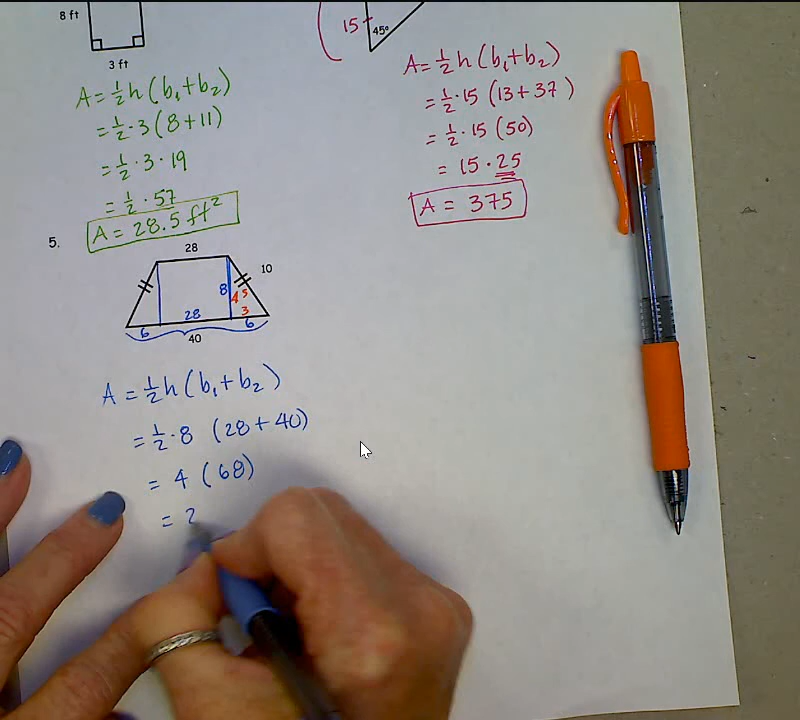 8 ft
3 ft
A = ½h(b₁+b₂)
= ½·3(8+11)
= ½·3·19
= ½·57
A = 28.5 ft²
15
45°
A = ½h(b₁+b₂)
= ½·15(13+37)
= ½·15(50)
= 15·25
A = 375
5.
28
10
8
4 5
28
3
6
6
40
A = ½h(b₁+b₂)
= ½·8 (28+40)
= 4 (68)
= 2